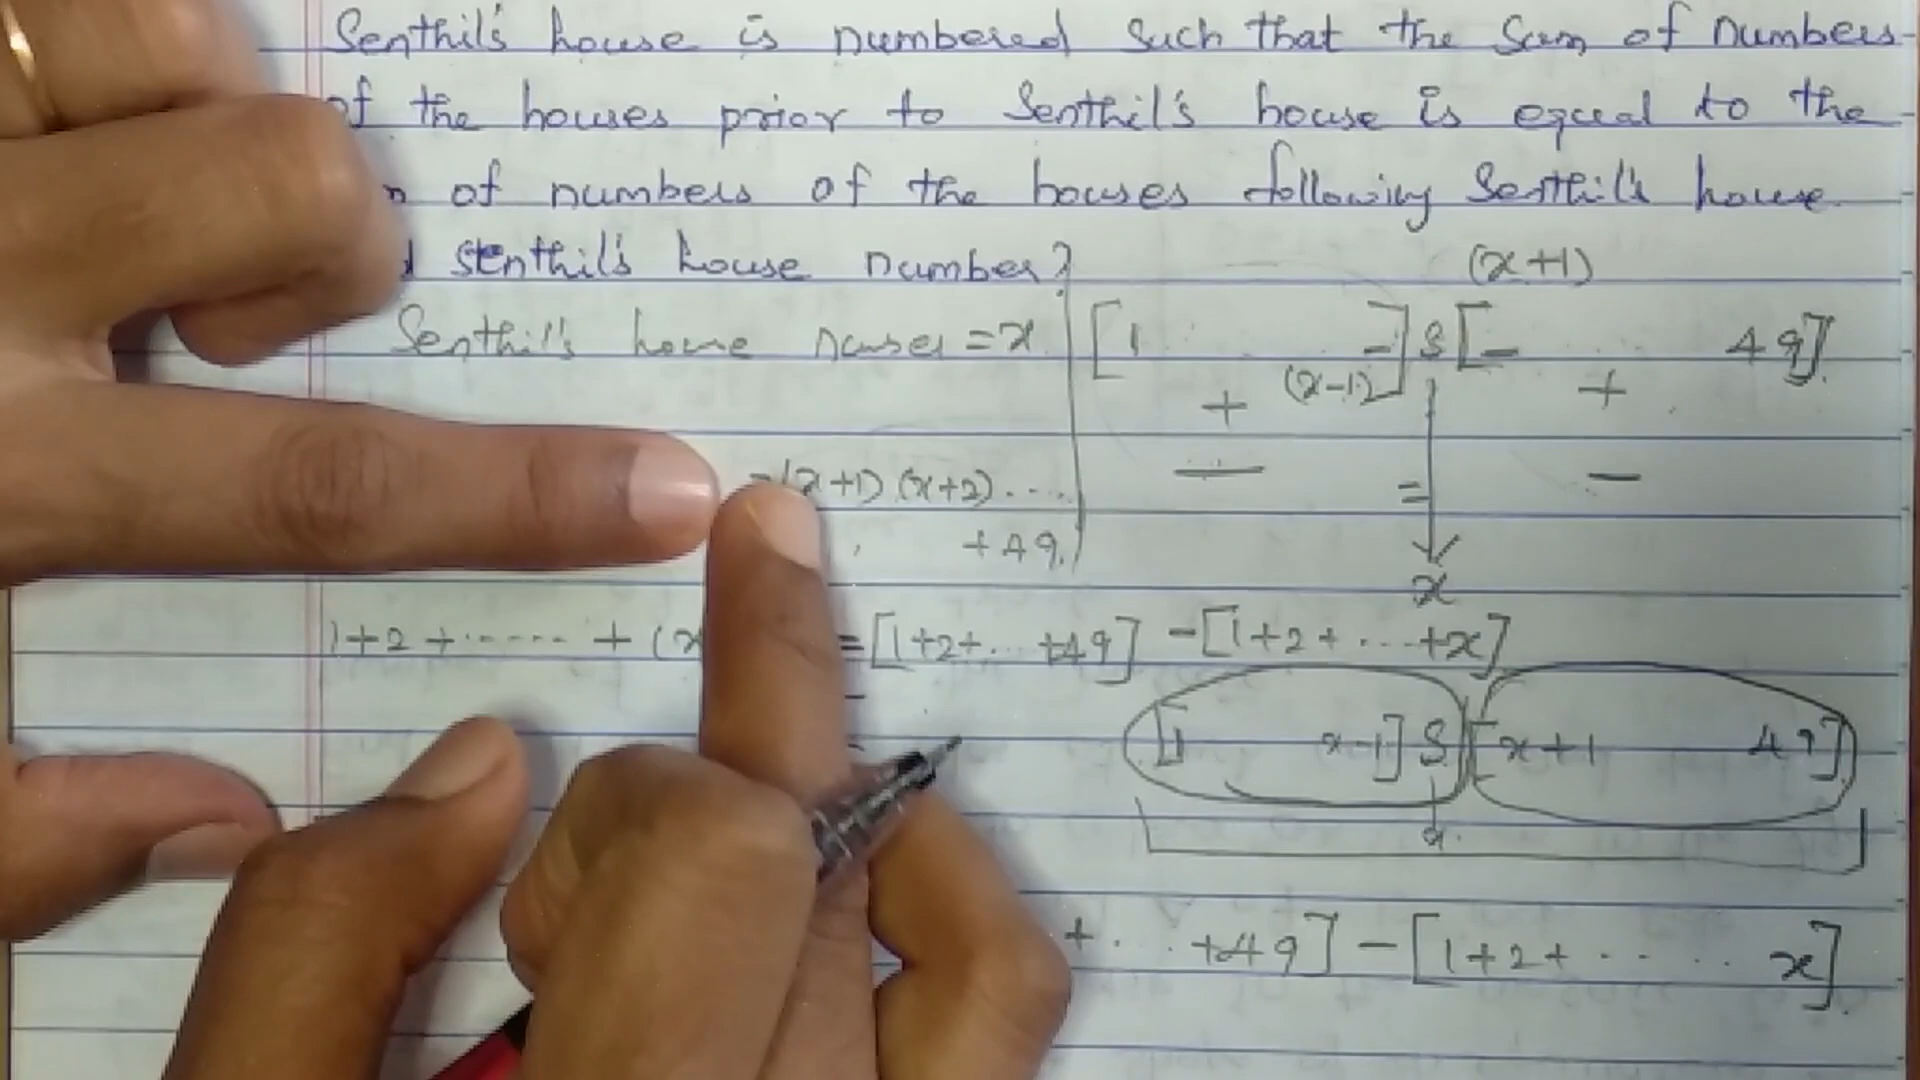 Senthil's house is numbered such that the sum of numbers
of the houses prior to Senthil's house is equal to the
of numbers of the houses following Senthil's house
Senthil's house number?
(x+1)
Senthil's house = x
[1 -] S [- ... 49]
(x-1)
+ +
(x+1) (x+2) ....
— = —
+49
x
1+2+ ...... + (x = [1+2+... +49] - [1+2+ ... +x]
[1 x-1] S [x+1 49]
x
+ . . +49] - [1+2+ . . . . x]